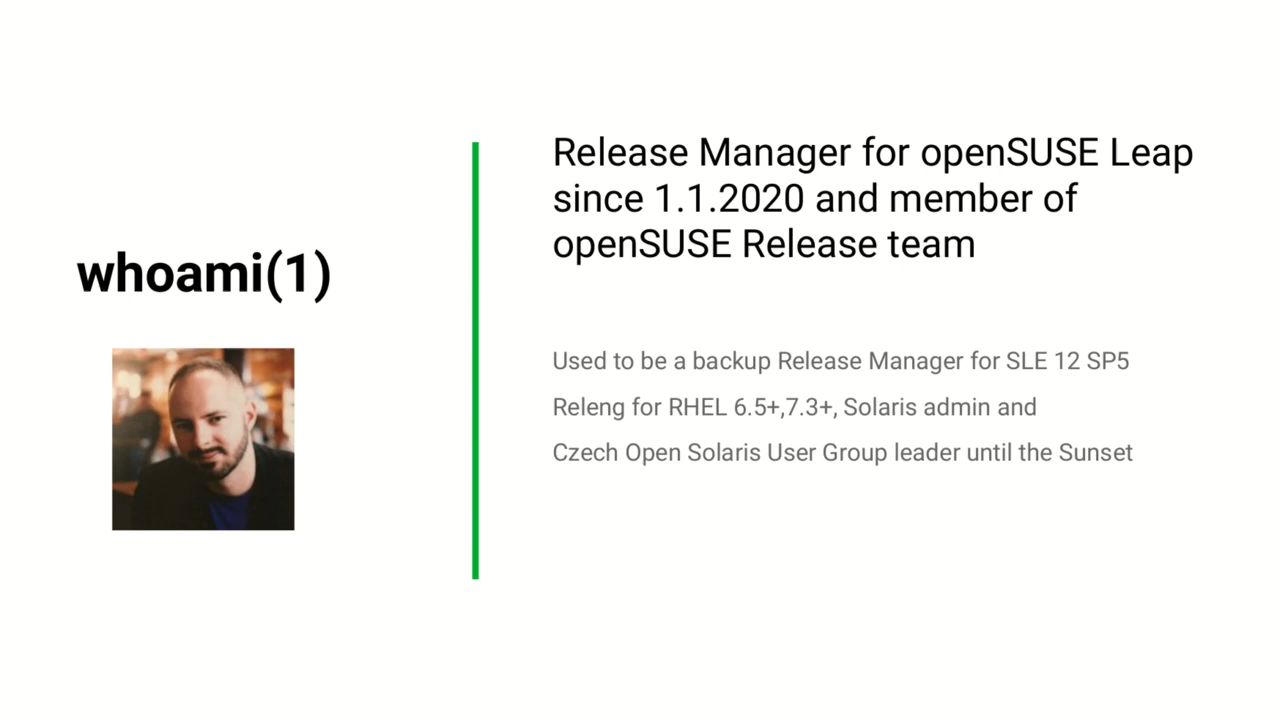 whoami(1)
Release Manager for openSUSE Leap
since 1.1.2020 and member of
openSUSE Release team
Used to be a backup Release Manager for SLE 12 SP5
Releng for RHEL 6.5+,7.3+, Solaris admin and
Czech Open Solaris User Group leader until the Sunset